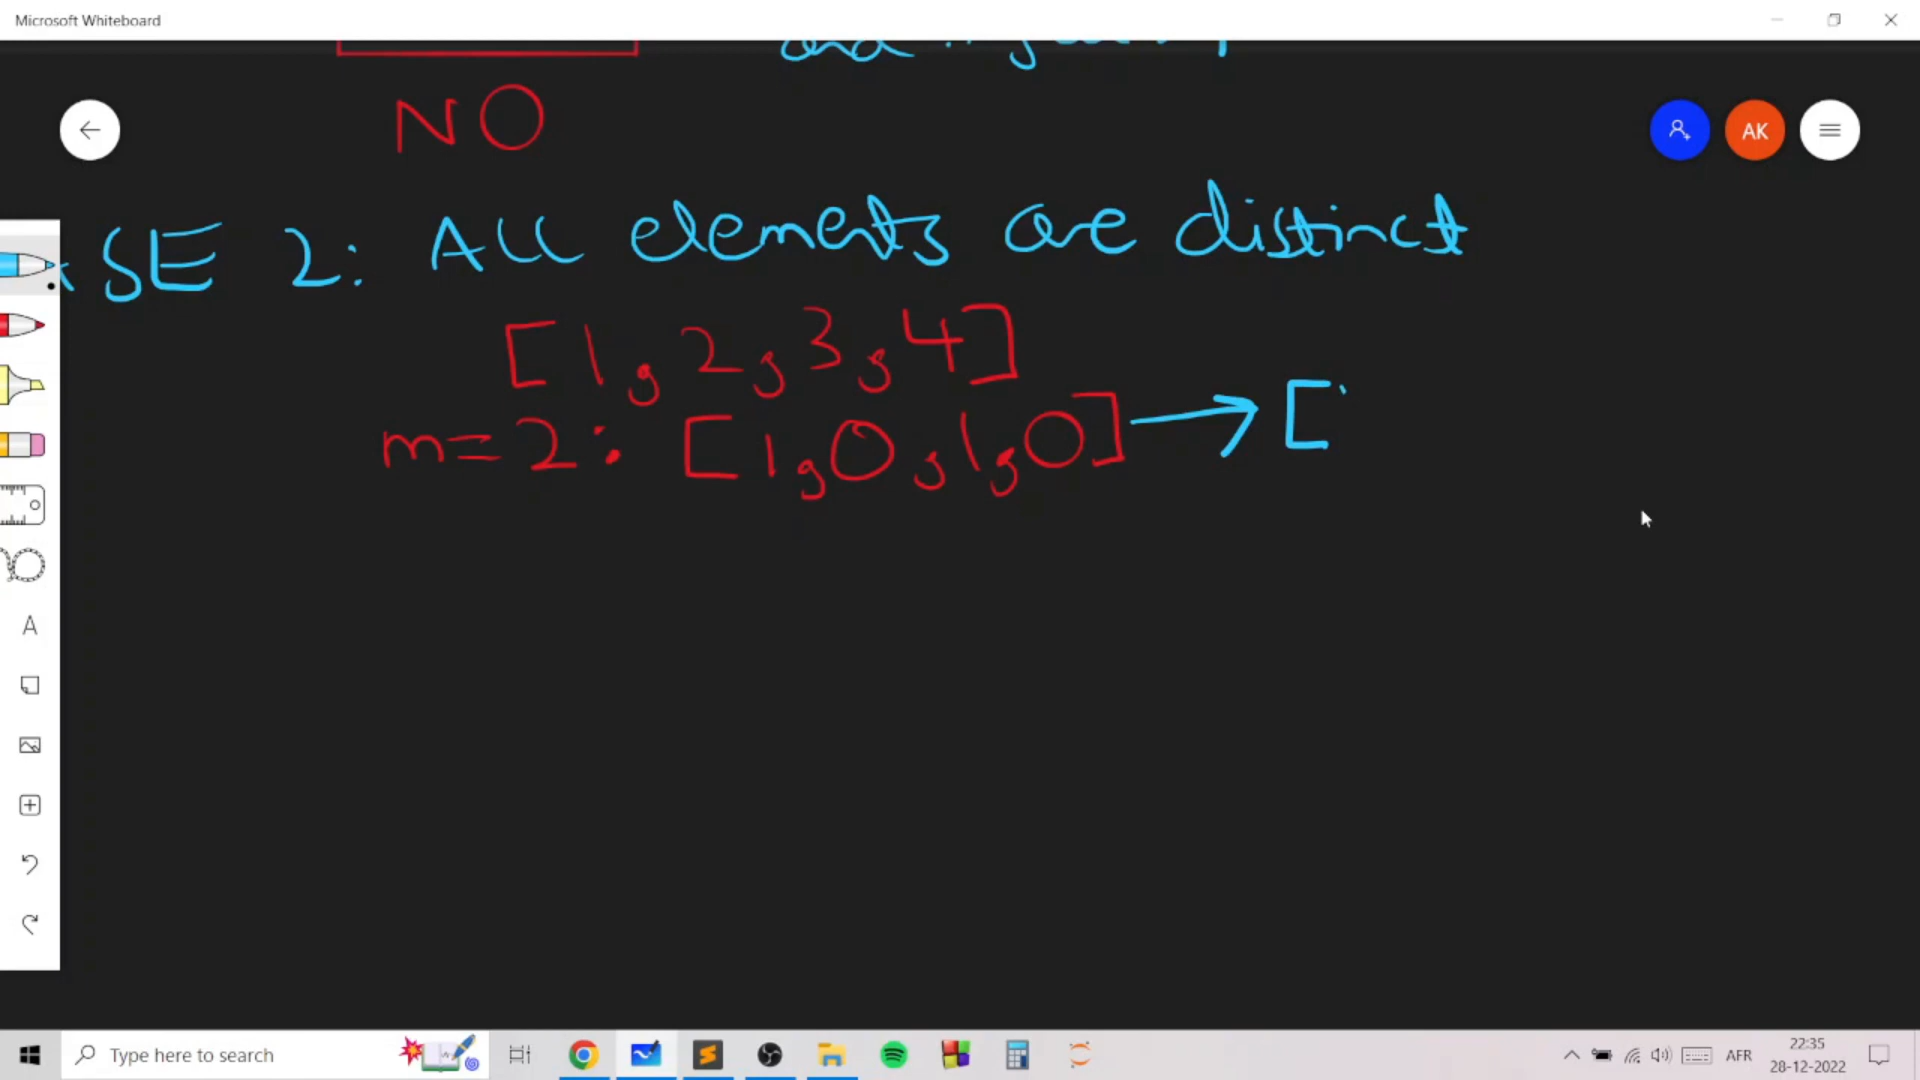 Microsoft Whiteboard
and
NO
AK
SE 2: All elements are distinct
[1, 2, 3, 4]
m=2: [1, 0, 1, 0] → [
A
Type here to search
AFR
22:35
28-12-2022